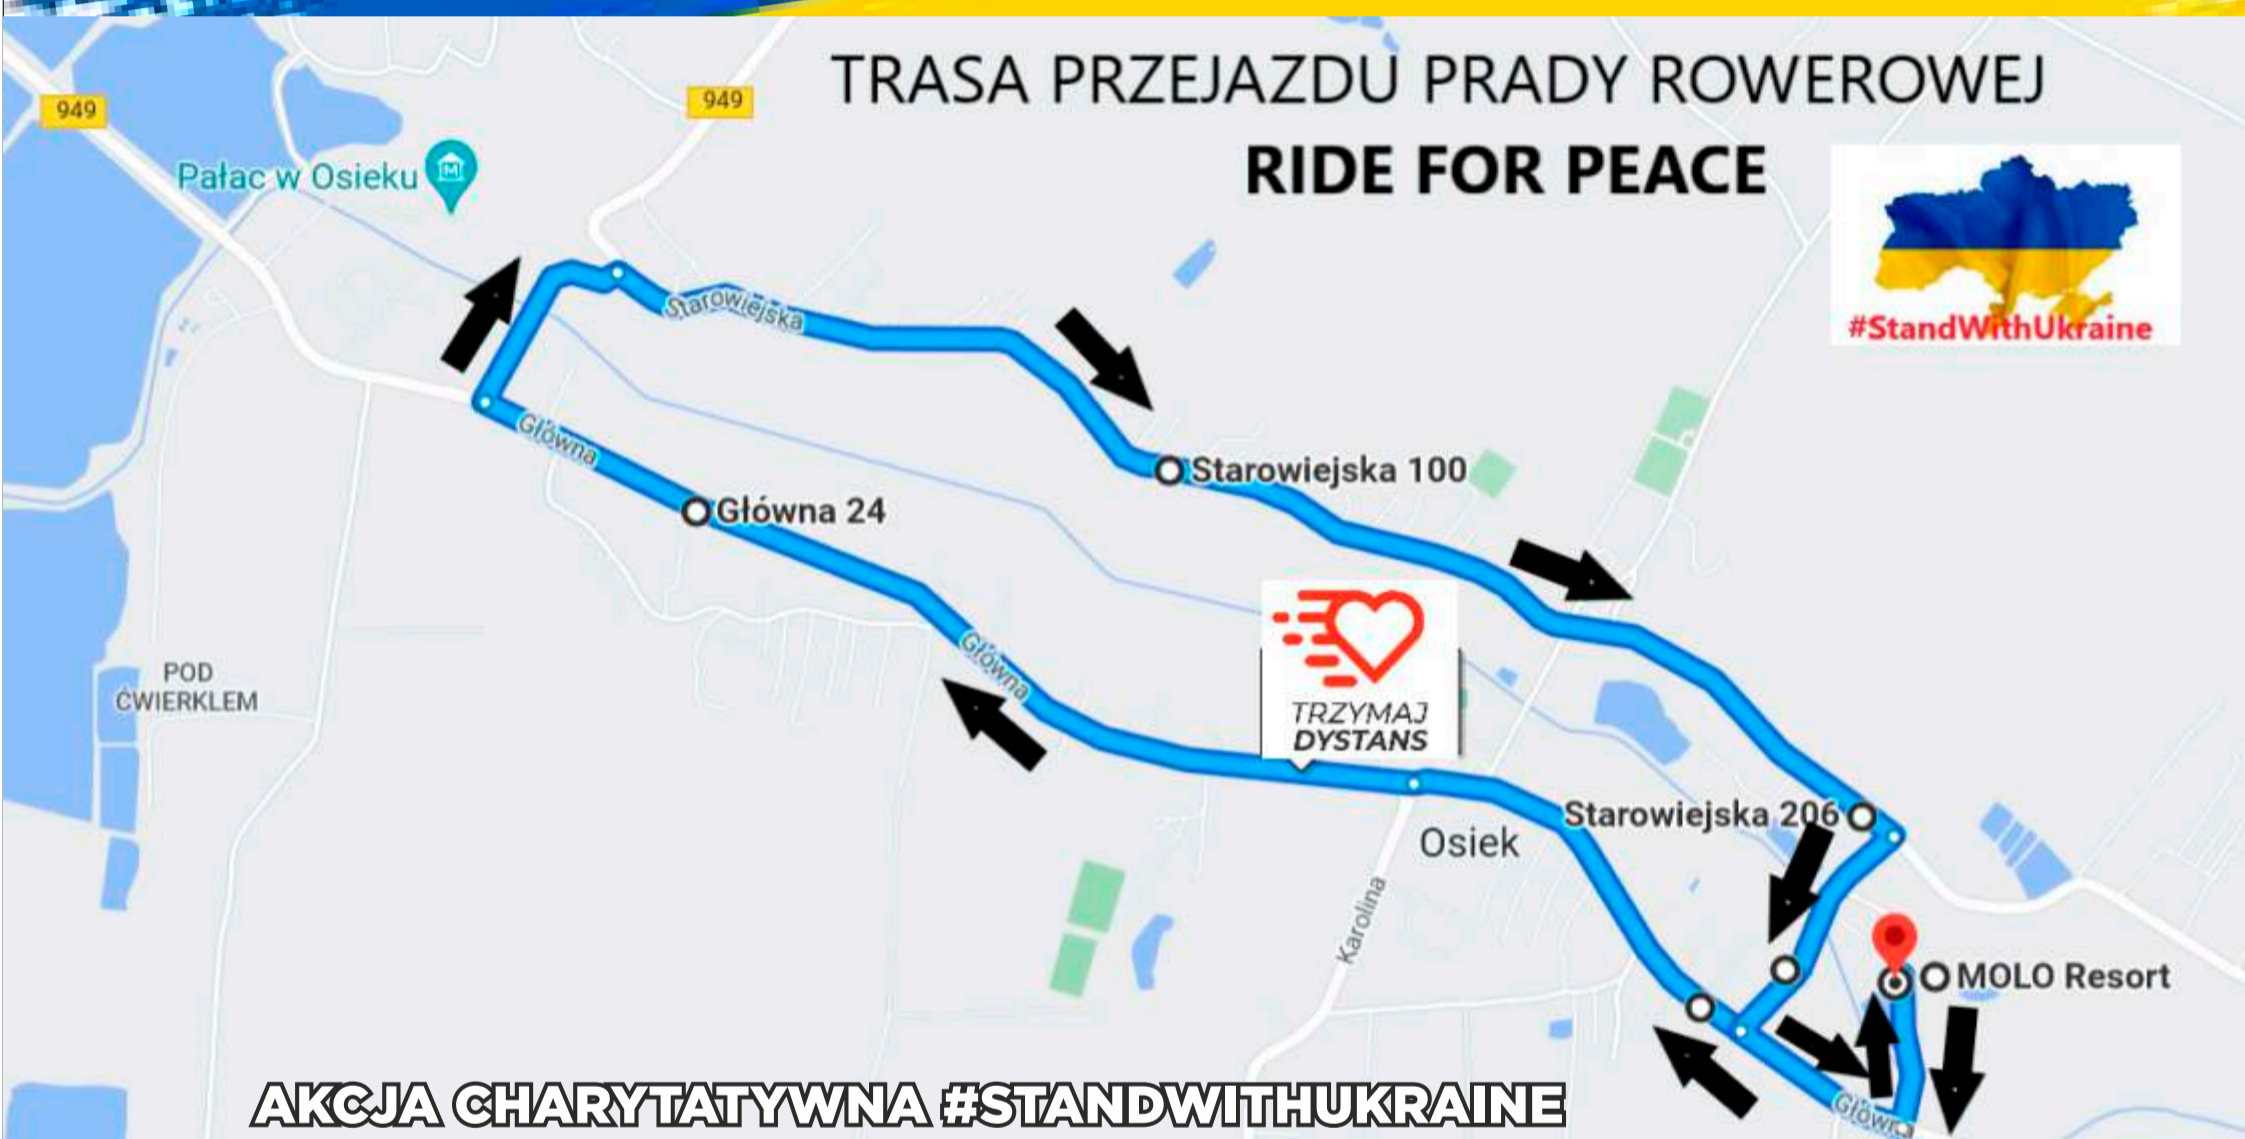 TRASA PRZEJAZDU PRADY ROWEROWEJ
949
949
RIDE FOR PEACE
Pałac w Osieku
#StandWithUkraine
Starowiejska
Główna
Starowiejska 100
Główna 24
Główna
POD
ĆWIERKLEM
TRZYMAJ
DYSTANS
Starowiejska 206
Osiek
Karolina
MOLO Resort
Główna
AKCJA CHARYTATYWNA #STANDWITHUKRAINE